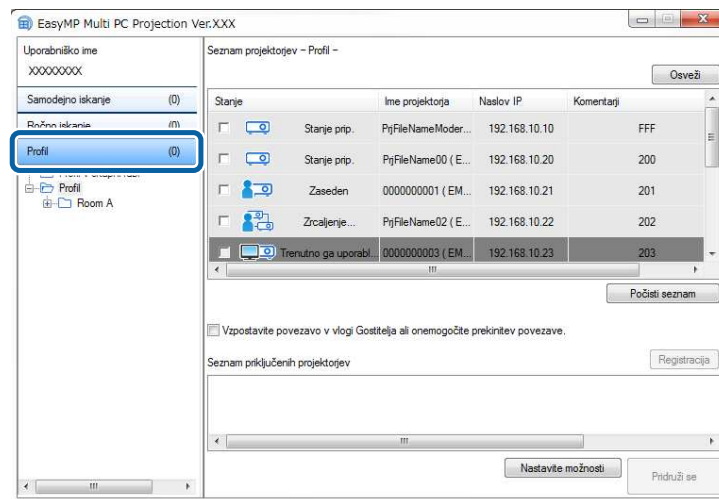 EasyMP Multi PC Projection Ver.XXX
Uporabniško ime
XXXXXXXX
Samodejno iskanje (0)
Ročno iskanje (0)
Profil (0)
Profil
Room A
Seznam projektorjev – Profil –
Osveži
Stanje Ime projektorja Naslov IP Komentarji
Stanje prip. PrjFileNameModer... 192.168.10.10 FFF
Stanje prip. PrjFileName00 ( E... 192.168.10.20 200
Zaseden 0000000001 ( EM... 192.168.10.21 201
Zrcaljenje... PrjFileName02 ( E... 192.168.10.22 202
Trenutno ga uporabl... 0000000003 ( EM... 192.168.10.23 203
Počisti seznam
Vzpostavite povezavo v vlogi Gostitelja ali onemogočite prekinitev povezave.
Seznam priključenih projektorjev
Registracija
Nastavite možnosti
Pridruži se